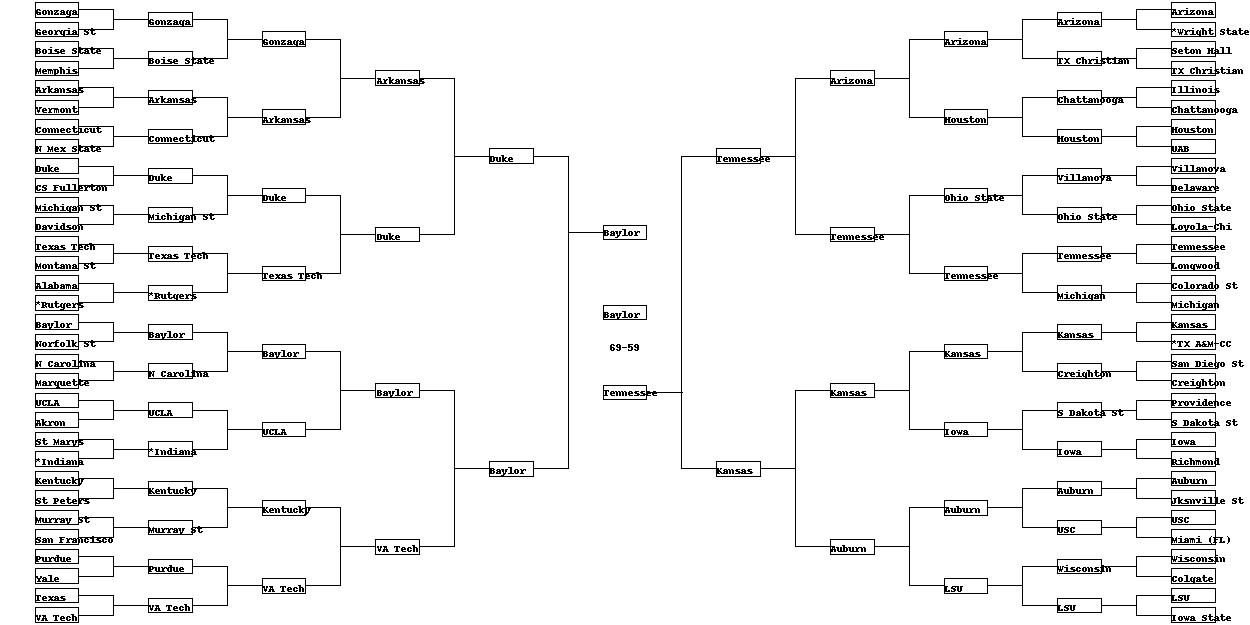 Gonzaga
Georgia St
Boise State
Memphis
Arkansas
Vermont
Connecticut
N Mex State
Duke
CS Fullerton
Michigan St
Davidson
Texas Tech
Montana St
Alabama
*Rutgers
Baylor
Norfolk St
N Carolina
Marquette
UCLA
Akron
St Marys
*Indiana
Kentucky
St Peters
Murray St
San Francisco
Purdue
Yale
Texas
VA Tech
Gonzaga
Boise State
Arkansas
Connecticut
Duke
Michigan St
Texas Tech
*Rutgers
Baylor
N Carolina
UCLA
*Indiana
Kentucky
Murray St
Purdue
VA Tech
Gonzaga
Arkansas
Duke
Texas Tech
Baylor
UCLA
Kentucky
VA Tech
Arkansas
Duke
Baylor
VA Tech
Duke
Baylor
Baylor
Baylor
69-59
Tennessee
Tennessee
Kansas
Arizona
Tennessee
Kansas
Auburn
Arizona
Houston
Ohio State
Tennessee
Kansas
Iowa
Auburn
LSU
Arizona
TX Christian
Chattanooga
Houston
Villanova
Ohio State
Tennessee
Michigan
Kansas
Creighton
S Dakota St
Iowa
Auburn
USC
Wisconsin
LSU
Arizona
*Wright State
Seton Hall
TX Christian
Illinois
Chattanooga
Houston
UAB
Villanova
Delaware
Ohio State
Loyola-Chi
Tennessee
Longwood
Colorado St
Michigan
Kansas
*TX A&M-CC
San Diego St
Creighton
Providence
S Dakota St
Iowa
Richmond
Auburn
Jksnville St
USC
Miami (FL)
Wisconsin
Colgate
LSU
Iowa State